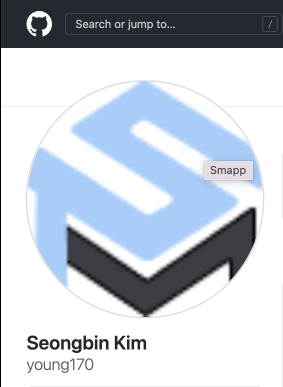 Search or jump to...
/
Smapp
Seongbin Kim
young170